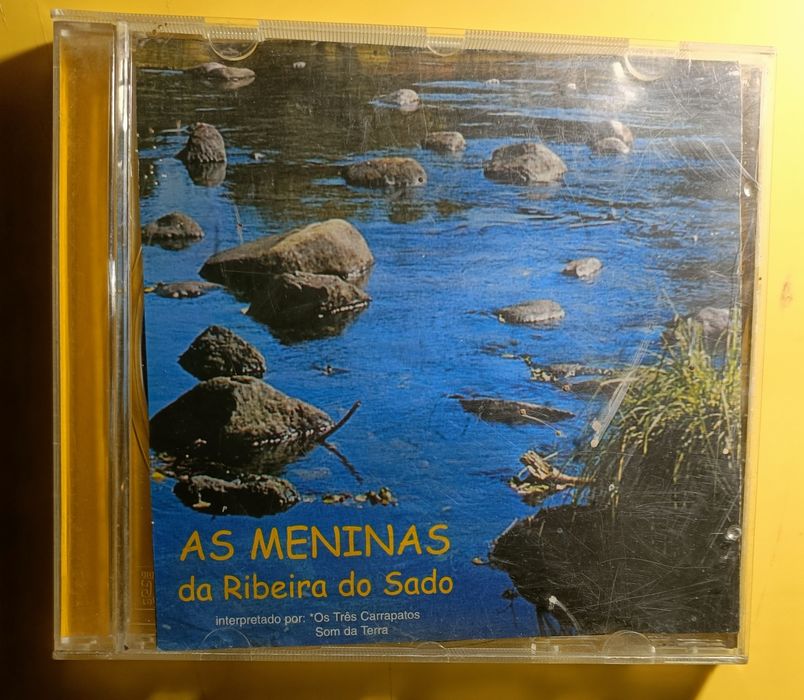 AS MENINAS
da Ribeira do Sado
interpretado por: *Os Três Carrapatos
Som da Terra